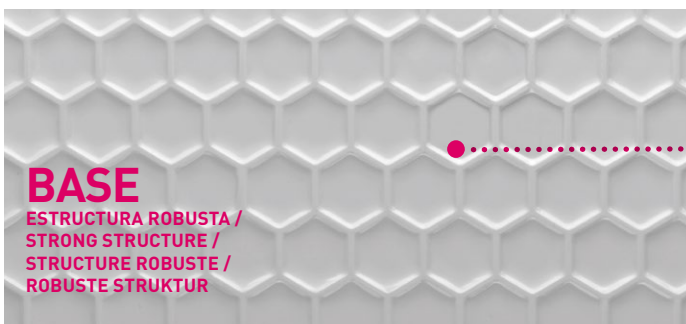 BASE
ESTRUCTURA ROBUSTA /
STRONG STRUCTURE /
STRUCTURE ROBUSTE /
ROBUSTE STRUKTUR